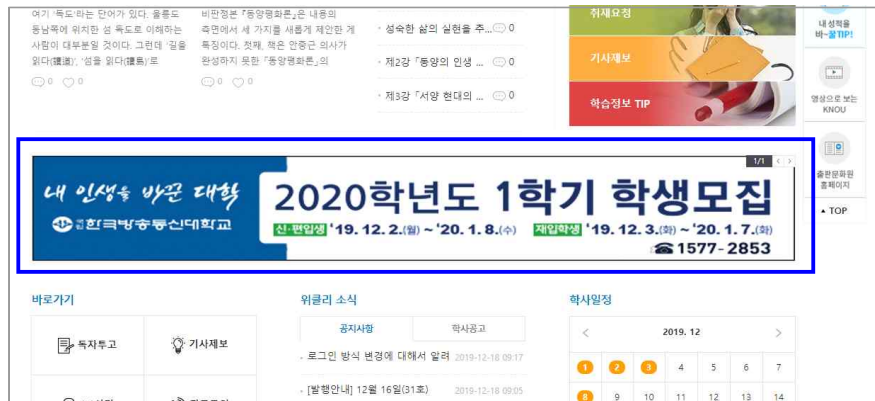 여기 '독도'라는 단어가 있다. 울릉도
동남쪽에 위치한 섬 독도로 이해하는
사람이 대부분일 것이다. 그런데 '길을
읽다(讀道)', '섬을 읽다(讀島)'로
0 0
비판정본 『동양평화론』은 내용의
측면에서 세 가지를 새롭게 제안한 게
특징이다. 첫째, 책은 안중근 의사가
완성하지 못한 『동양평화론』의
0 0
· 성숙한 삶의 실현을 추... 0
· 제2강 「동양의 인생 ... 0
· 제3강 「서양 현대의 ... 0
취재요청
기사제보
학습정보 TIP
내 성적을
바~꿀TIP!
영상으로 보는
KNOU
출판문화원
홈페이지
▲ TOP
1/1 < >
내 인생을 바꾼 대학
국립 한국방송통신대학교
2020학년도 1학기 학생모집
신·편입생 '19. 12. 2.(월) ~ '20. 1. 8.(수) 재입학생 '19. 12. 3.(화) ~ '20. 1. 7.(화)
☎ 1577-2853
바로가기
독자투고 기사제보
위클리 소식
공지사항 학사공고
· 로그인 방식 변경에 대해서 알려 2019-12-18 09:17
· [발행안내] 12월 16일(31호) 2019-12-18 09:05
학사일정
< 2019. 12 >
1 2 3 4 5 6 7
8 9 10 11 12 13 14